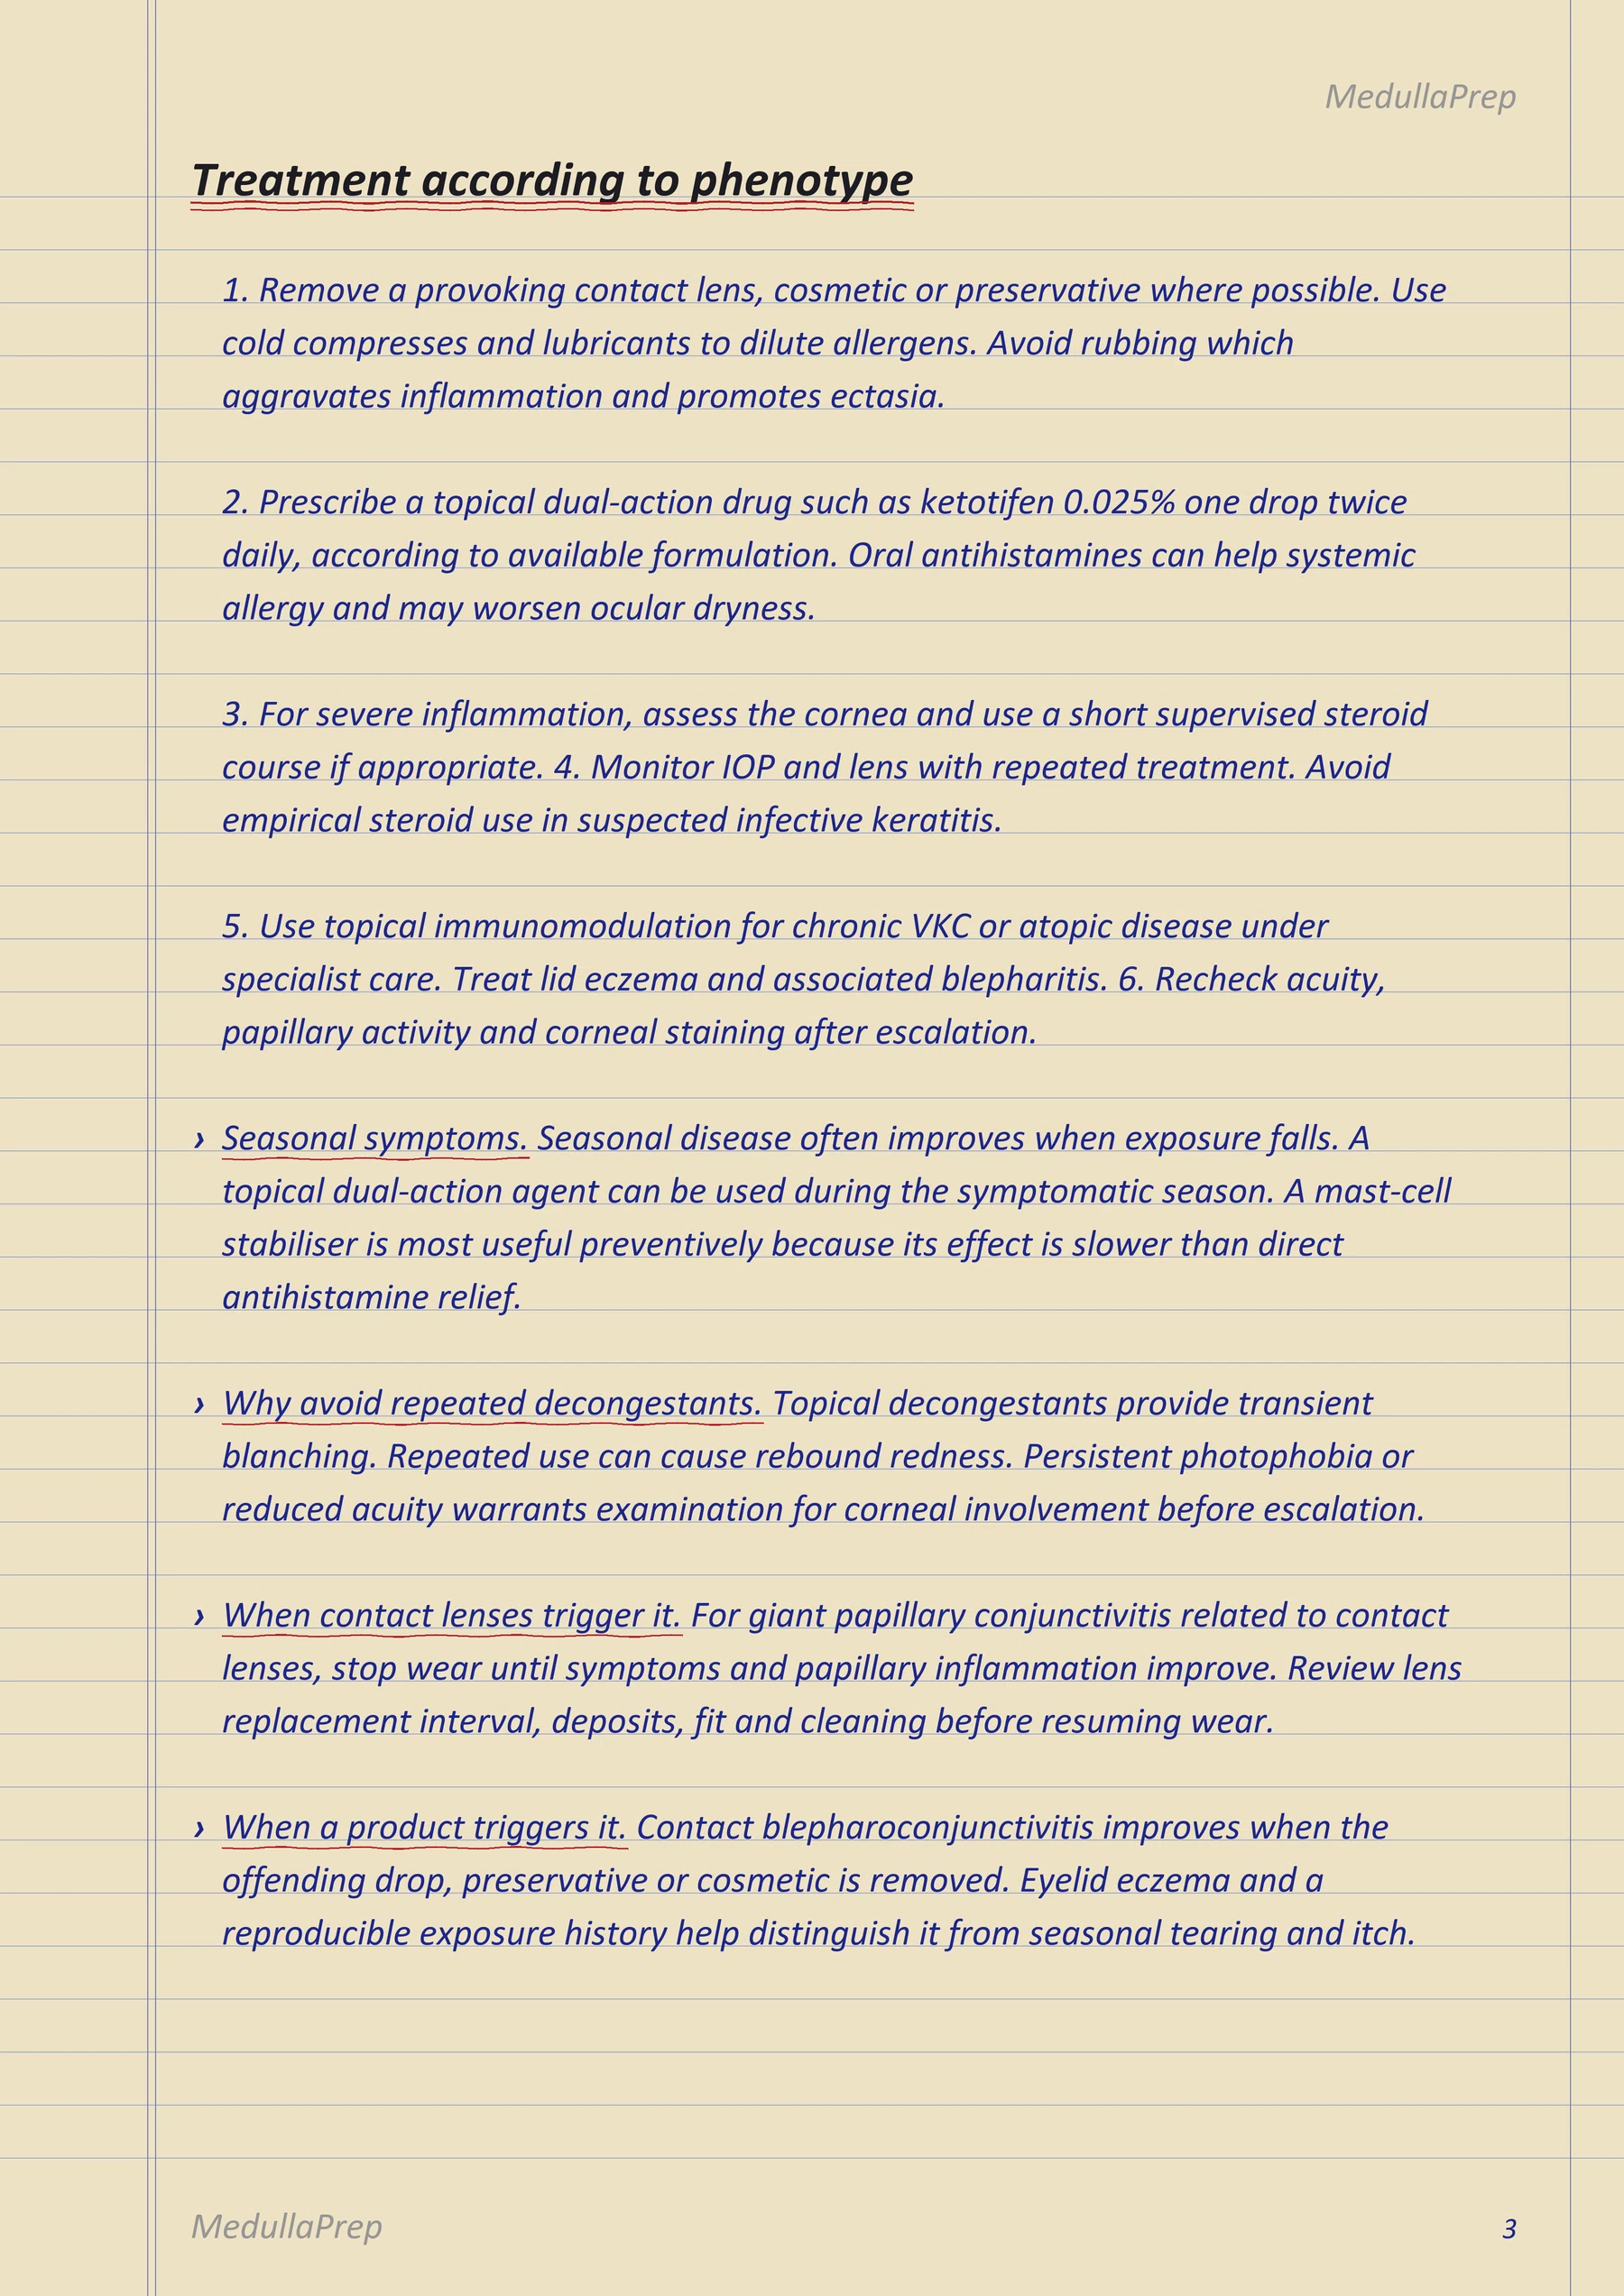 MedullaPrep
Treatment according to phenotype
1. Remove a provoking contact lens, cosmetic or preservative where possible. Use
cold compresses and lubricants to dilute allergens. Avoid rubbing which
aggravates inflammation and promotes ectasia.
2. Prescribe a topical dual-action drug such as ketotifen 0.025% one drop twice
daily, according to available formulation. Oral antihistamines can help systemic
allergy and may worsen ocular dryness.
3. For severe inflammation, assess the cornea and use a short supervised steroid
course if appropriate. 4. Monitor IOP and lens with repeated treatment. Avoid
empirical steroid use in suspected infective keratitis.
5. Use topical immunomodulation for chronic VKC or atopic disease under
specialist care. Treat lid eczema and associated blepharitis. 6. Recheck acuity,
papillary activity and corneal staining after escalation.
› Seasonal symptoms. Seasonal disease often improves when exposure falls. A
topical dual-action agent can be used during the symptomatic season. A mast-cell
stabiliser is most useful preventively because its effect is slower than direct
antihistamine relief.
› Why avoid repeated decongestants. Topical decongestants provide transient
blanching. Repeated use can cause rebound redness. Persistent photophobia or
reduced acuity warrants examination for corneal involvement before escalation.
› When contact lenses trigger it. For giant papillary conjunctivitis related to contact
lenses, stop wear until symptoms and papillary inflammation improve. Review lens
replacement interval, deposits, fit and cleaning before resuming wear.
› When a product triggers it. Contact blepharoconjunctivitis improves when the
offending drop, preservative or cosmetic is removed. Eyelid eczema and a
reproducible exposure history help distinguish it from seasonal tearing and itch.
MedullaPrep
3